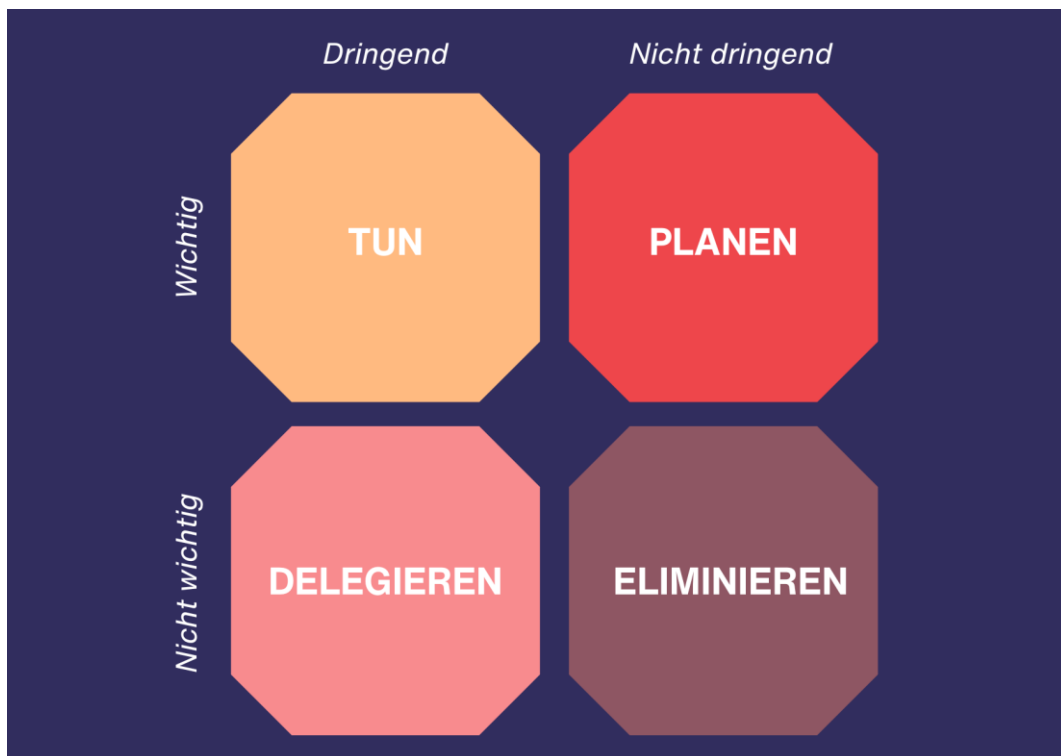 Dringend
Nicht dringend
Wichtig
TUN
PLANEN
Nicht wichtig
DELEGIEREN
ELIMINIEREN